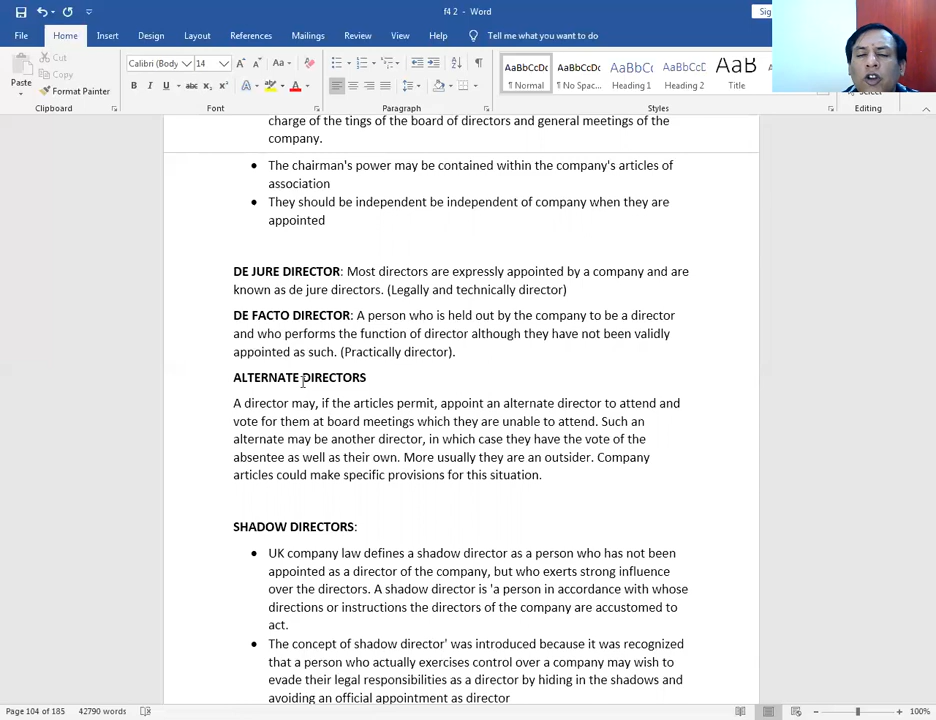 f4 2 - Word
Sig
File Home Insert Design Layout References Mailings Review View Help Tell me what you want to do
Paste
Cut
Copy
Format Painter
Clipboard
Calibri (Body 14
Font
Paragraph
AaBbCcDc AaBbCcDc AaBbCc AaBbCcD AaB
¶ Normal ¶ No Spac... Heading 1 Heading 2 Title
Styles
Editing
charge of the tings of the board of directors and general meetings of the
company.
• The chairman's power may be contained within the company's articles of
association
• They should be independent be independent of company when they are
appointed
DE JURE DIRECTOR: Most directors are expressly appointed by a company and are
known as de jure directors. (Legally and technically director)
DE FACTO DIRECTOR: A person who is held out by the company to be a director
and who performs the function of director although they have not been validly
appointed as such. (Practically director).
ALTERNATE DIRECTORS
A director may, if the articles permit, appoint an alternate director to attend and
vote for them at board meetings which they are unable to attend. Such an
alternate may be another director, in which case they have the vote of the
absentee as well as their own. More usually they are an outsider. Company
articles could make specific provisions for this situation.
SHADOW DIRECTORS:
• UK company law defines a shadow director as a person who has not been
appointed as a director of the company, but who exerts strong influence
over the directors. A shadow director is 'a person in accordance with whose
directions or instructions the directors of the company are accustomed to
act.
• The concept of shadow director' was introduced because it was recognized
that a person who actually exercises control over a company may wish to
evade their legal responsibilities as a director by hiding in the shadows and
avoiding an official appointment as director
Page 104 of 185 42790 words
100%